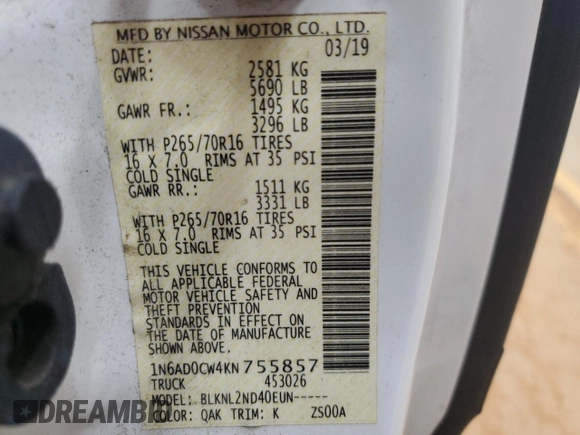 MFD BY NISSAN MOTOR CO., LTD.
DATE: 03/19
GVWR: 2581 KG
5690 LB
GAWR FR.: 1495 KG
3296 LB
WITH P265/70R16 TIRES
16 X 7.0 RIMS AT 35 PSI
COLD SINGLE
GAWR RR.: 1511 KG
3331 LB
WITH P265/70R16 TIRES
16 X 7.0 RIMS AT 35 PSI
COLD SINGLE
THIS VEHICLE CONFORMS TO
ALL APPLICABLE FEDERAL
MOTOR VEHICLE SAFETY AND
THEFT PREVENTION
STANDARDS IN EFFECT ON
THE DATE OF MANUFACTURE
SHOWN ABOVE.
1N6AD0CW4KN755857
TRUCK 453026
MODEL: BLKNL2ND40EUN-----
COLOR: QAK TRIM: K ZS00A
DRIVE A DREAM